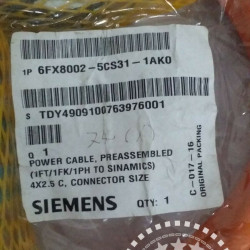 1P 6FX8002-5CS31-1AK0
S TDY4909100763976001
Q 1
POWER CABLE, PREASSEMBLED
(1FT/1FK/1PH TO SINAMICS)
4X2.5 C, CONNECTOR SIZE
SIEMENS QTY: 1
C-017-16
ORIGINAL PACKING